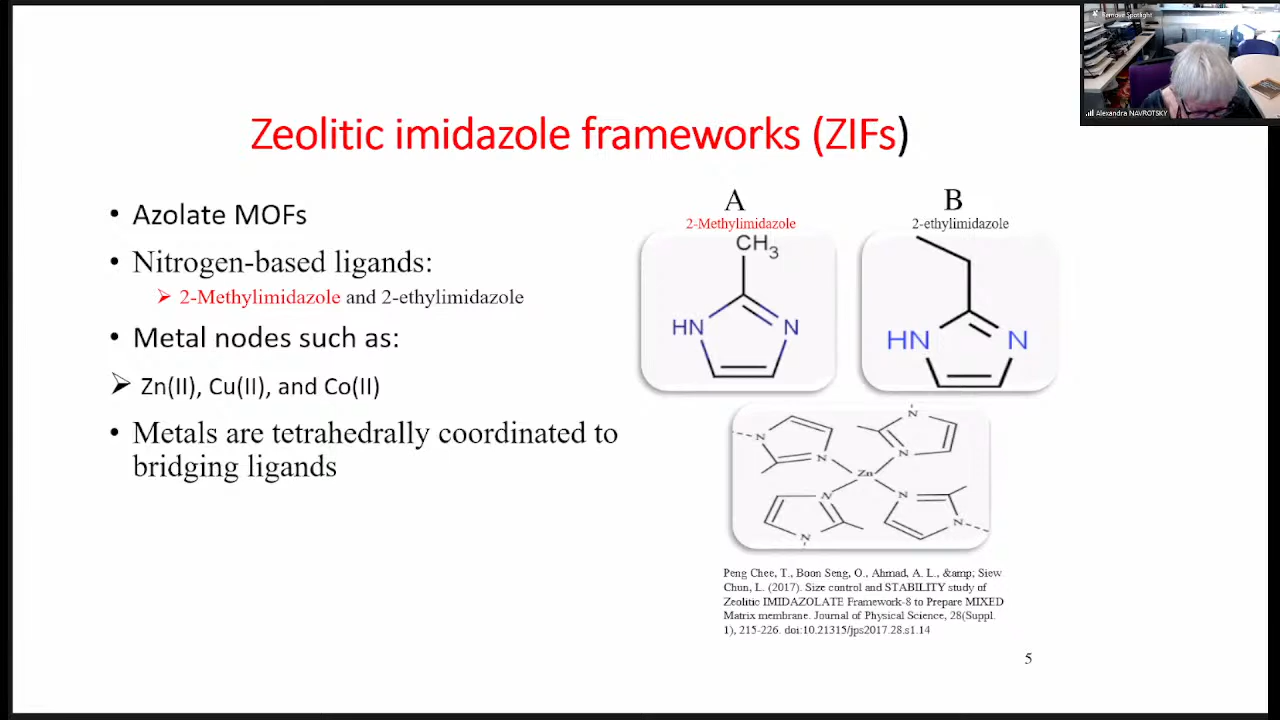 Remove Spotlight
Alexandra NAVROTSKY
Zeolitic imidazole frameworks (ZIFs)
• Azolate MOFs
• Nitrogen-based ligands:
➢ 2-Methylimidazole and 2-ethylimidazole
• Metal nodes such as:
➢ Zn(II), Cu(II), and Co(II)
• Metals are tetrahedrally coordinated to
bridging ligands
A
2-Methylimidazole
CH3
HN
N
B
2-ethylimidazole
HN
N
N
N
N
N
Zn
N
N
N
N
Peng Chee, T., Boon Seng, O., Ahmad, A. L., &amp; Siew
Chun, L. (2017). Size control and STABILITY study of
Zeolitic IMIDAZOLATE Framework-8 to Prepare MIXED
Matrix membrane. Journal of Physical Science, 28(Suppl.
1), 215-226. doi:10.21315/jps2017.28.s1.14
5